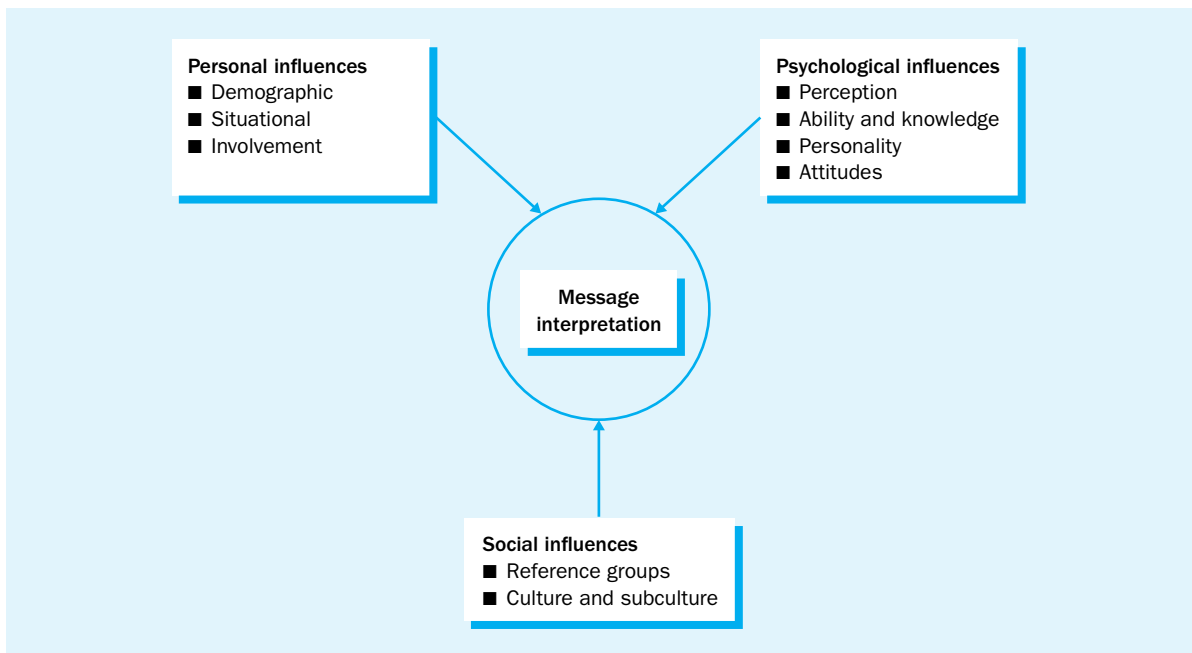 Personal influences
■ Demographic
■ Situational
■ Involvement
Psychological influences
■ Perception
■ Ability and knowledge
■ Personality
■ Attitudes
Message
interpretation
Social influences
■ Reference groups
■ Culture and subculture